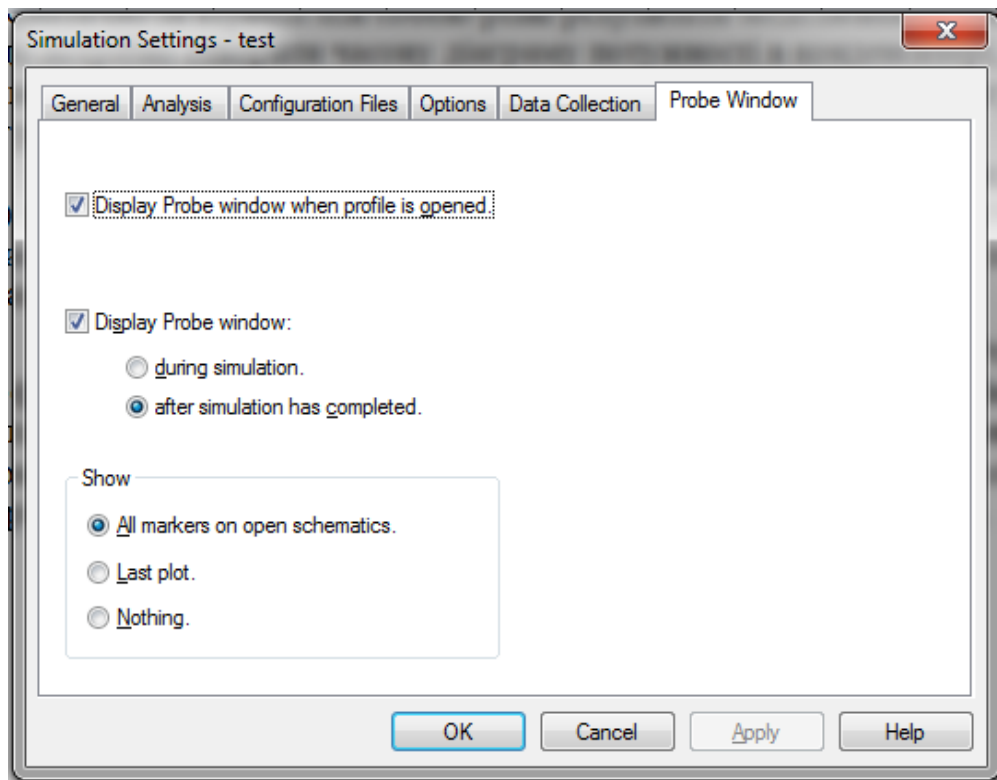 Simulation Settings - test
General Analysis Configuration Files Options Data Collection Probe Window
Display Probe window when profile is opened.
Display Probe window:
during simulation.
after simulation has completed.
Show
All markers on open schematics.
Last plot.
Nothing.
OK Cancel Apply Help